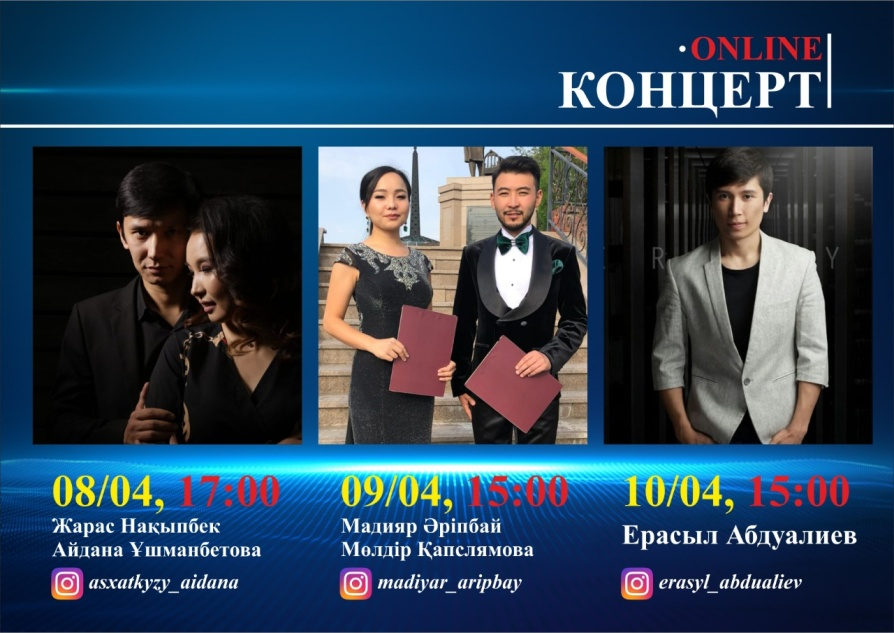 ·ONLINE
КОНЦЕРТ
08/04, 17:00
Жарас Нақыпбек
Айдана Ұшманбетова
asxatkyzy_aidana
09/04, 15:00
Мадияр Әріпбай
Мөлдір Қапслямова
madiyar_aripbay
10/04, 15:00
Ерасыл Абдуалиев
erasyl_abdualiev